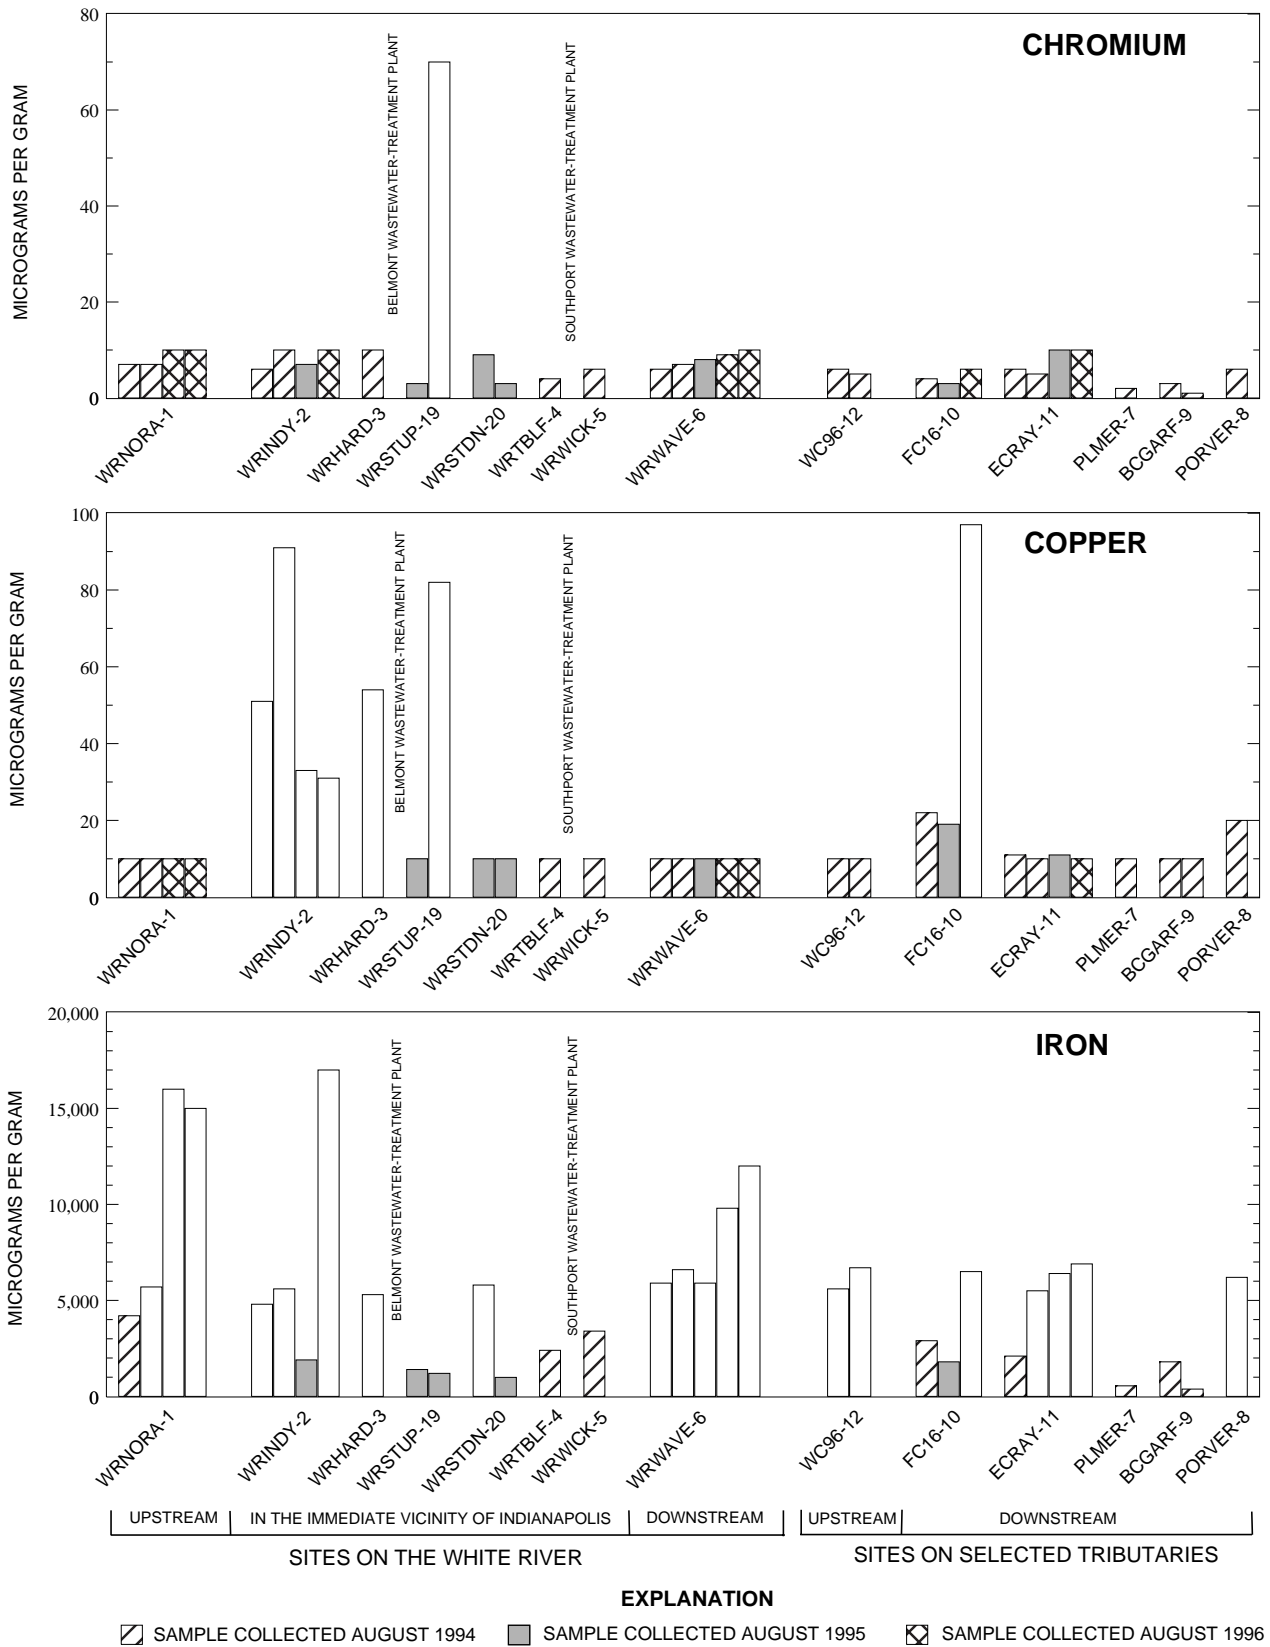 CHROMIUM
MICROGRAMS PER GRAM
80
60
40
20
0
BELMONT WASTEWATER-TREATMENT PLANT
SOUTHPORT WASTEWATER-TREATMENT PLANT
WRNORA-1
WRINDY-2
WRHARD-3
WRSTUP-19
WRSTDN-20
WRTBLF-4
WRWICK-5
WRWAVE-6
WC96-12
FC16-10
ECRAY-11
PLMER-7
BCGARF-9
PORVER-8
COPPER
MICROGRAMS PER GRAM
100
80
60
40
20
0
BELMONT WASTEWATER-TREATMENT PLANT
SOUTHPORT WASTEWATER-TREATMENT PLANT
WRNORA-1
WRINDY-2
WRHARD-3
WRSTUP-19
WRSTDN-20
WRTBLF-4
WRWICK-5
WRWAVE-6
WC96-12
FC16-10
ECRAY-11
PLMER-7
BCGARF-9
PORVER-8
IRON
MICROGRAMS PER GRAM
20,000
15,000
10,000
5,000
0
BELMONT WASTEWATER-TREATMENT PLANT
SOUTHPORT WASTEWATER-TREATMENT PLANT
WRNORA-1
WRINDY-2
WRHARD-3
WRSTUP-19
WRSTDN-20
WRTBLF-4
WRWICK-5
WRWAVE-6
WC96-12
FC16-10
ECRAY-11
PLMER-7
BCGARF-9
PORVER-8
UPSTREAM IN THE IMMEDIATE VICINITY OF INDIANAPOLIS DOWNSTREAM UPSTREAM DOWNSTREAM
SITES ON THE WHITE RIVER SITES ON SELECTED TRIBUTARIES
EXPLANATION
SAMPLE COLLECTED AUGUST 1994 SAMPLE COLLECTED AUGUST 1995 SAMPLE COLLECTED AUGUST 1996